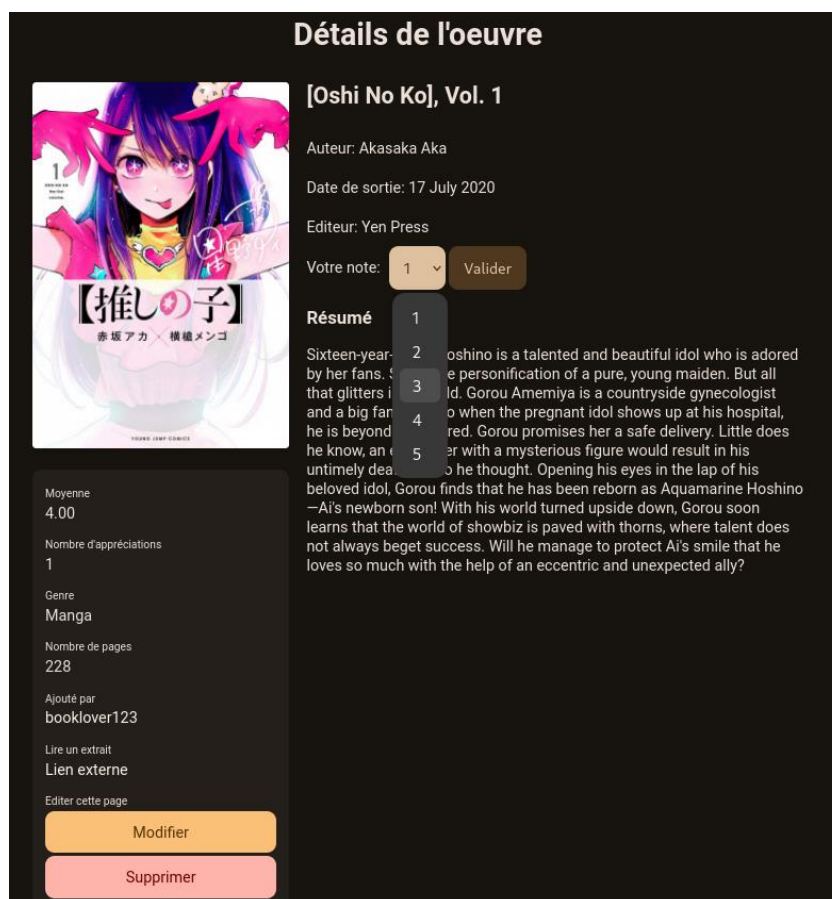 Détails de l'oeuvre
1
【推しの子】
赤坂アカ × 横槍メンゴ
YOUNG JUMP COMICS
[Oshi No Ko], Vol. 1
Auteur: Akasaka Aka
Date de sortie: 17 July 2020
Editeur: Yen Press
Votre note: 1 Valider
1
2
3
4
5
Résumé
Sixteen-year- oshino is a talented and beautiful idol who is adored
by her fans. S e personification of a pure, young maiden. But all
that glitters i ld. Gorou Amemiya is a countryside gynecologist
and a big fan o when the pregnant idol shows up at his hospital,
he is beyond red. Gorou promises her a safe delivery. Little does
he know, an e er with a mysterious figure would result in his
untimely dea o he thought. Opening his eyes in the lap of his
beloved idol, Gorou finds that he has been reborn as Aquamarine Hoshino
—Ai's newborn son! With his world turned upside down, Gorou soon
learns that the world of showbiz is paved with thorns, where talent does
not always beget success. Will he manage to protect Ai's smile that he
loves so much with the help of an eccentric and unexpected ally?
Moyenne
4.00
Nombre d'appréciations
1
Genre
Manga
Nombre de pages
228
Ajouté par
booklover123
Lire un extrait
Lien externe
Editer cette page
Modifier
Supprimer